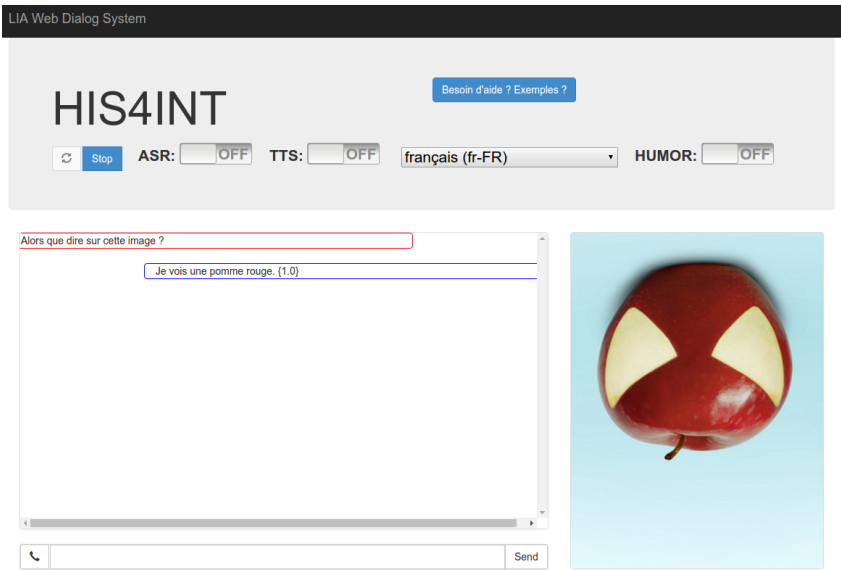 LIA Web Dialog System
HIS4INT
Besoin d'aide ? Exemples ?
Stop ASR: OFF TTS: OFF français (fr-FR) HUMOR: OFF
Alors que dire sur cette image ?
Je vois une pomme rouge. {1.0}
Send